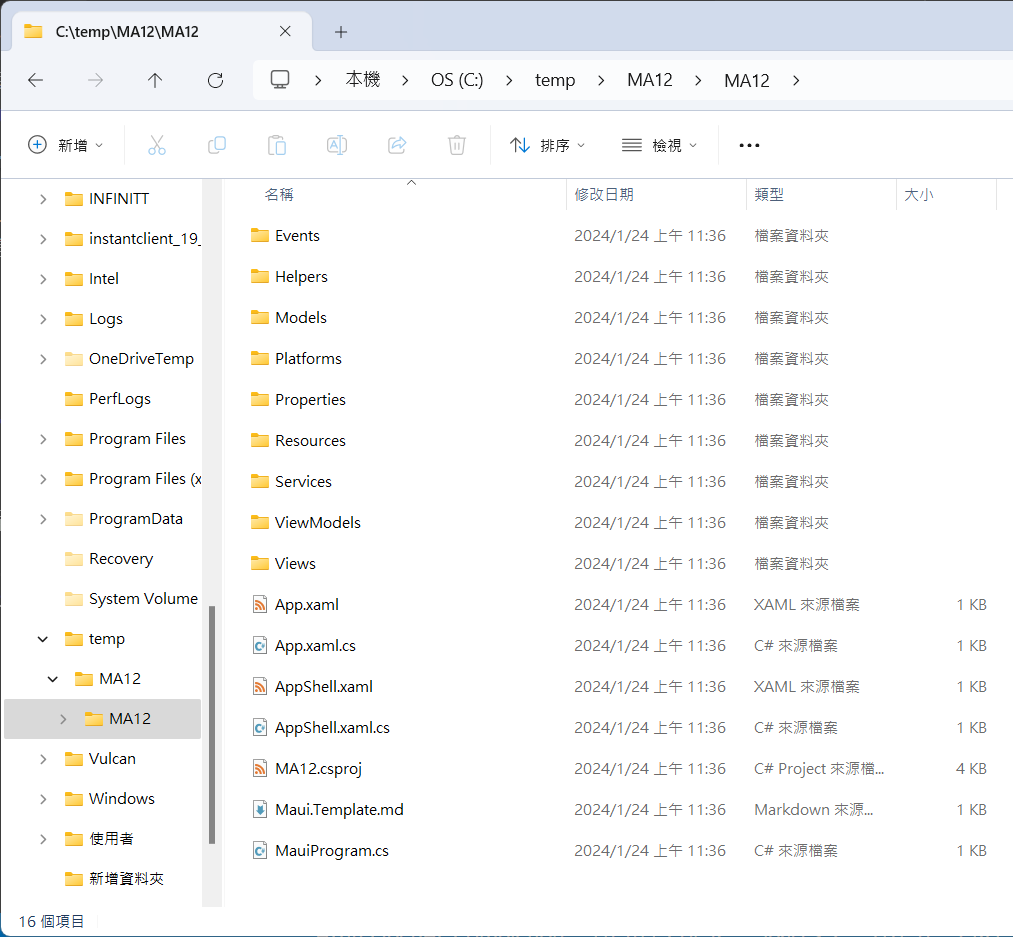 C:\temp\MA12\MA12
本機 OS (C:) temp MA12 MA12
新增 排序 檢視
名稱 修改日期 類型 大小
INFINITT
instantclient_19_
Intel
Logs
OneDriveTemp
PerfLogs
Program Files
Program Files (x
ProgramData
Recovery
System Volume
temp
MA12
MA12
Vulcan
Windows
使用者
新增資料夾
Events 2024/1/24 上午 11:36 檔案資料夾
Helpers 2024/1/24 上午 11:36 檔案資料夾
Models 2024/1/24 上午 11:36 檔案資料夾
Platforms 2024/1/24 上午 11:36 檔案資料夾
Properties 2024/1/24 上午 11:36 檔案資料夾
Resources 2024/1/24 上午 11:36 檔案資料夾
Services 2024/1/24 上午 11:36 檔案資料夾
ViewModels 2024/1/24 上午 11:36 檔案資料夾
Views 2024/1/24 上午 11:36 檔案資料夾
App.xaml 2024/1/24 上午 11:36 XAML 來源檔案 1 KB
App.xaml.cs 2024/1/24 上午 11:36 C# 來源檔案 1 KB
AppShell.xaml 2024/1/24 上午 11:36 XAML 來源檔案 1 KB
AppShell.xaml.cs 2024/1/24 上午 11:36 C# 來源檔案 1 KB
MA12.csproj 2024/1/24 上午 11:36 C# Project 來源檔... 4 KB
Maui.Template.md 2024/1/24 上午 11:36 Markdown 來源... 1 KB
MauiProgram.cs 2024/1/24 上午 11:36 C# 來源檔案 1 KB
16 個項目